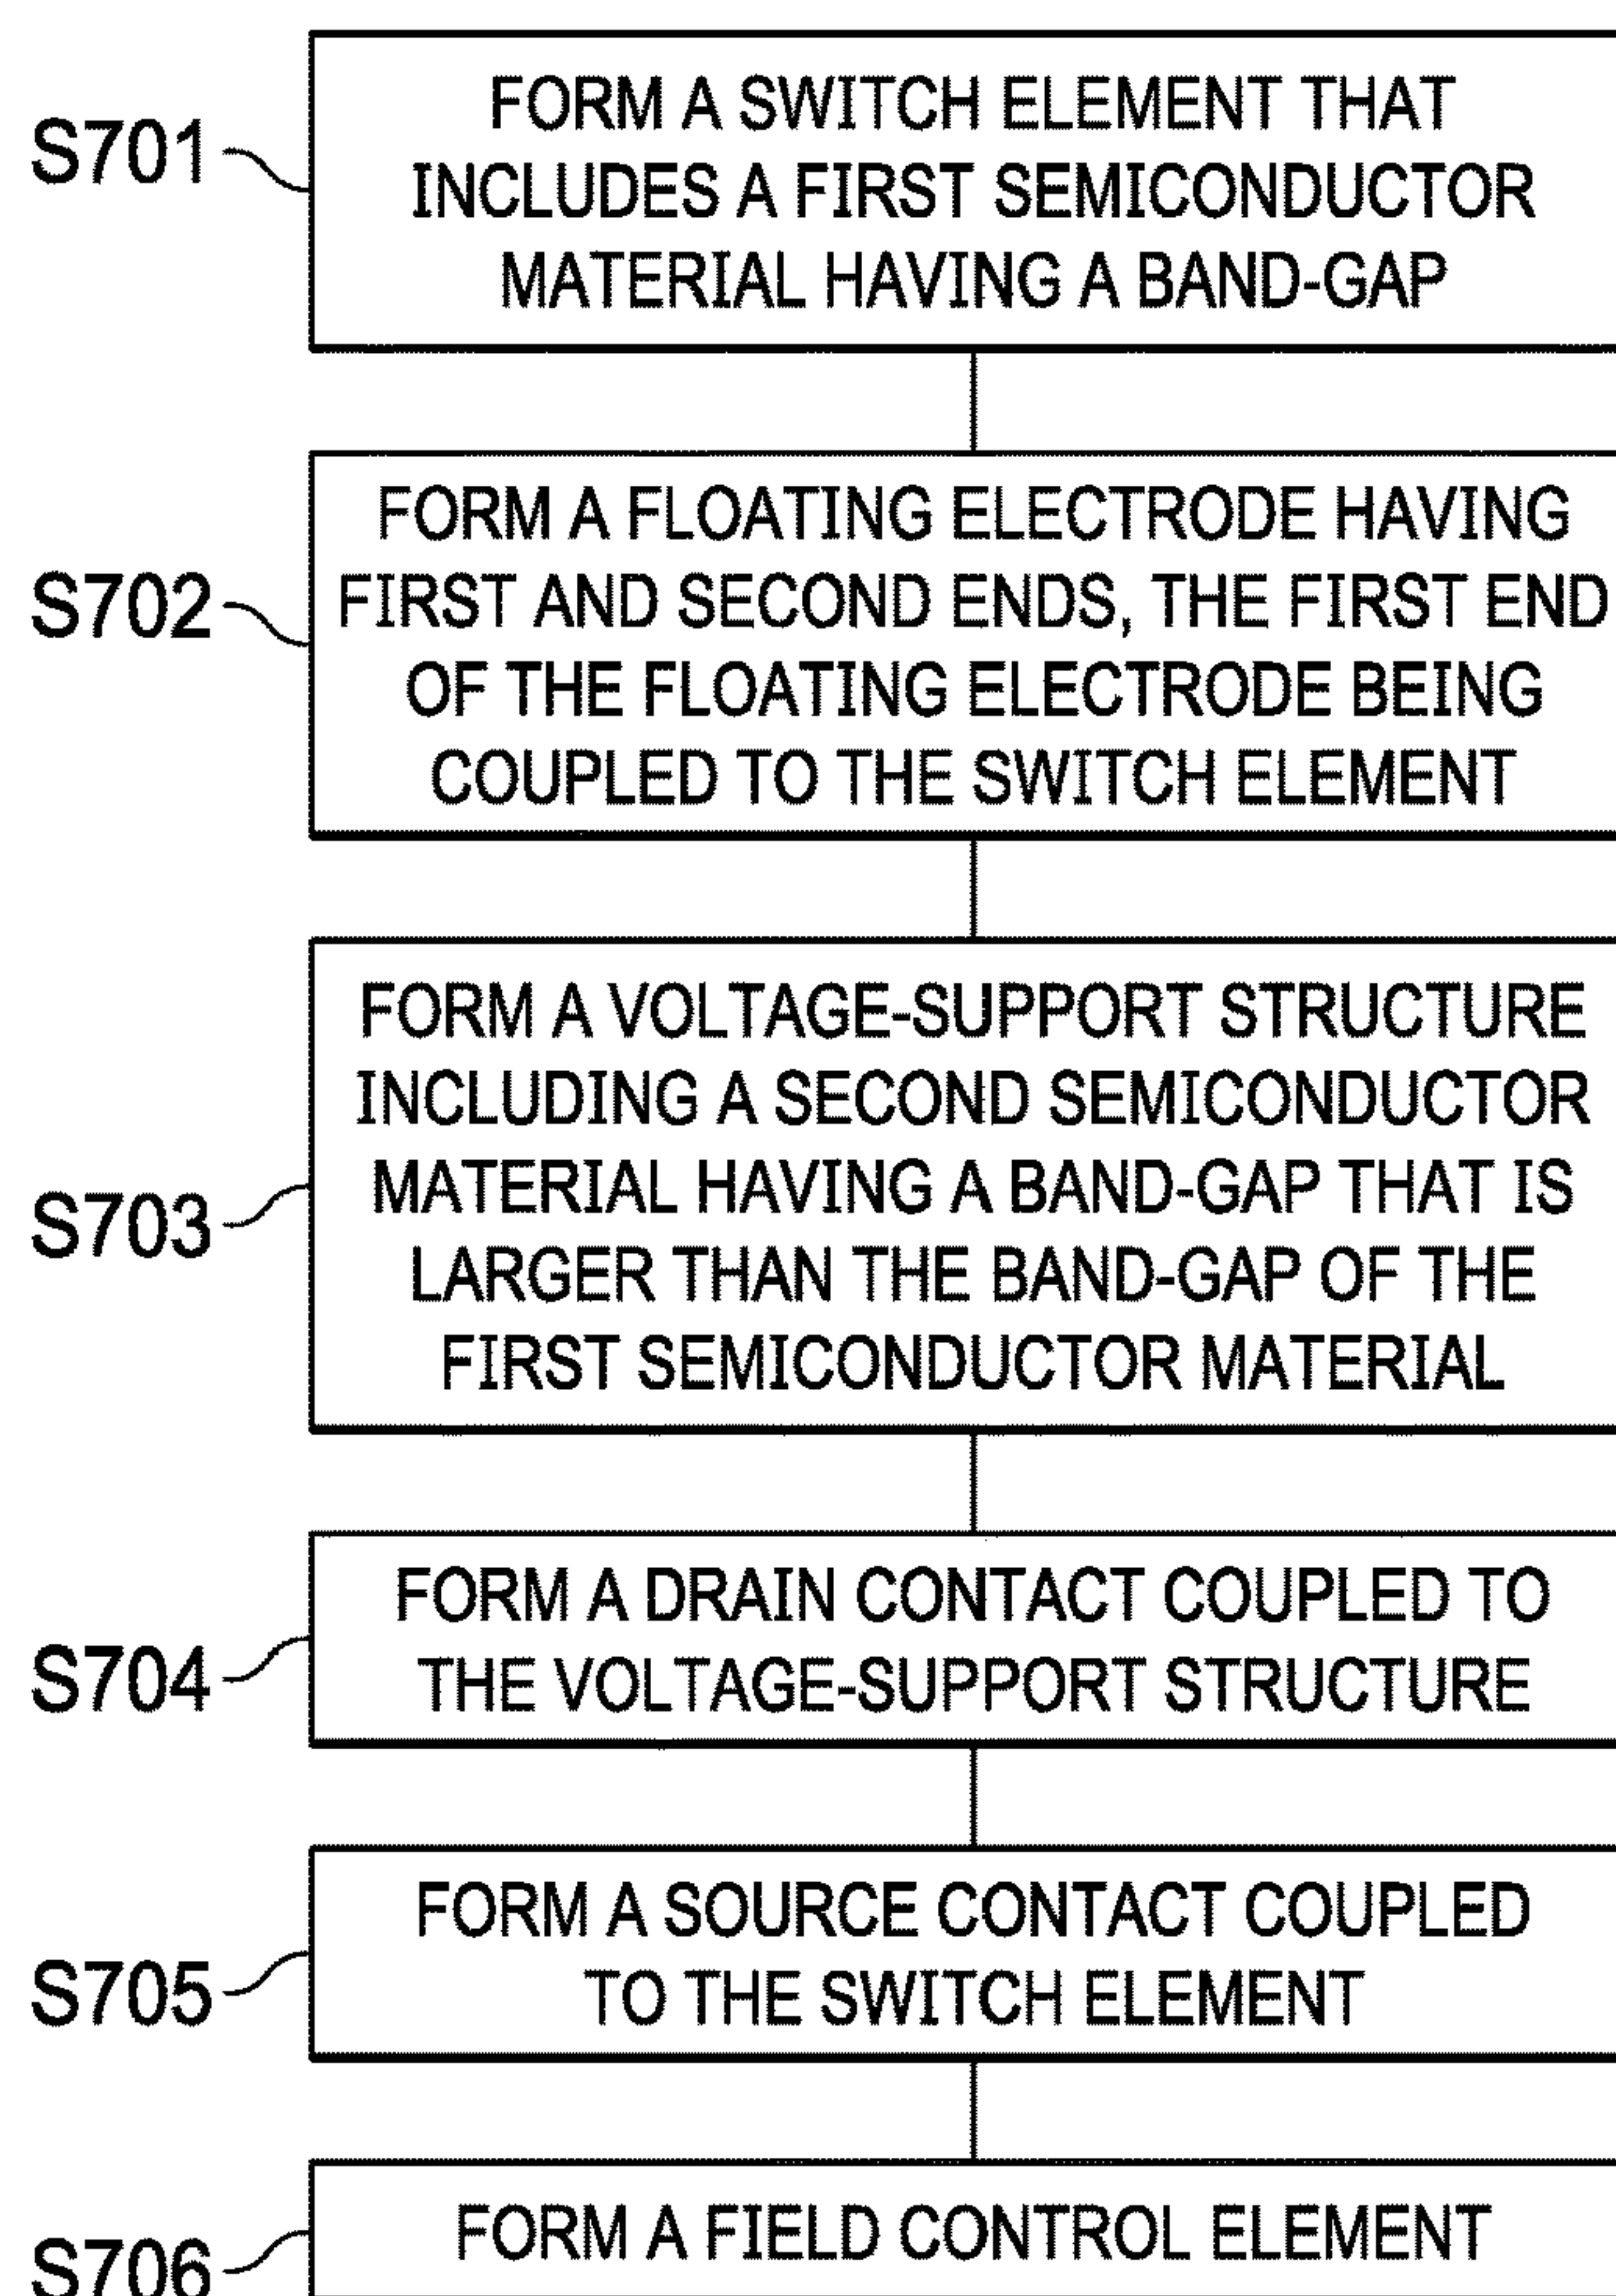 S701
FORM A SWITCH ELEMENT THAT
INCLUDES A FIRST SEMICONDUCTOR
MATERIAL HAVING A BAND-GAP
S702
FORM A FLOATING ELECTRODE HAVING
FIRST AND SECOND ENDS, THE FIRST END
OF THE FLOATING ELECTRODE BEING
COUPLED TO THE SWITCH ELEMENT
S703
FORM A VOLTAGE-SUPPORT STRUCTURE
INCLUDING A SECOND SEMICONDUCTOR
MATERIAL HAVING A BAND-GAP THAT IS
LARGER THAN THE BAND-GAP OF THE
FIRST SEMICONDUCTOR MATERIAL
S704
FORM A DRAIN CONTACT COUPLED TO
THE VOLTAGE-SUPPORT STRUCTURE
S705
FORM A SOURCE CONTACT COUPLED
TO THE SWITCH ELEMENT
S706
FORM A FIELD CONTROL ELEMENT